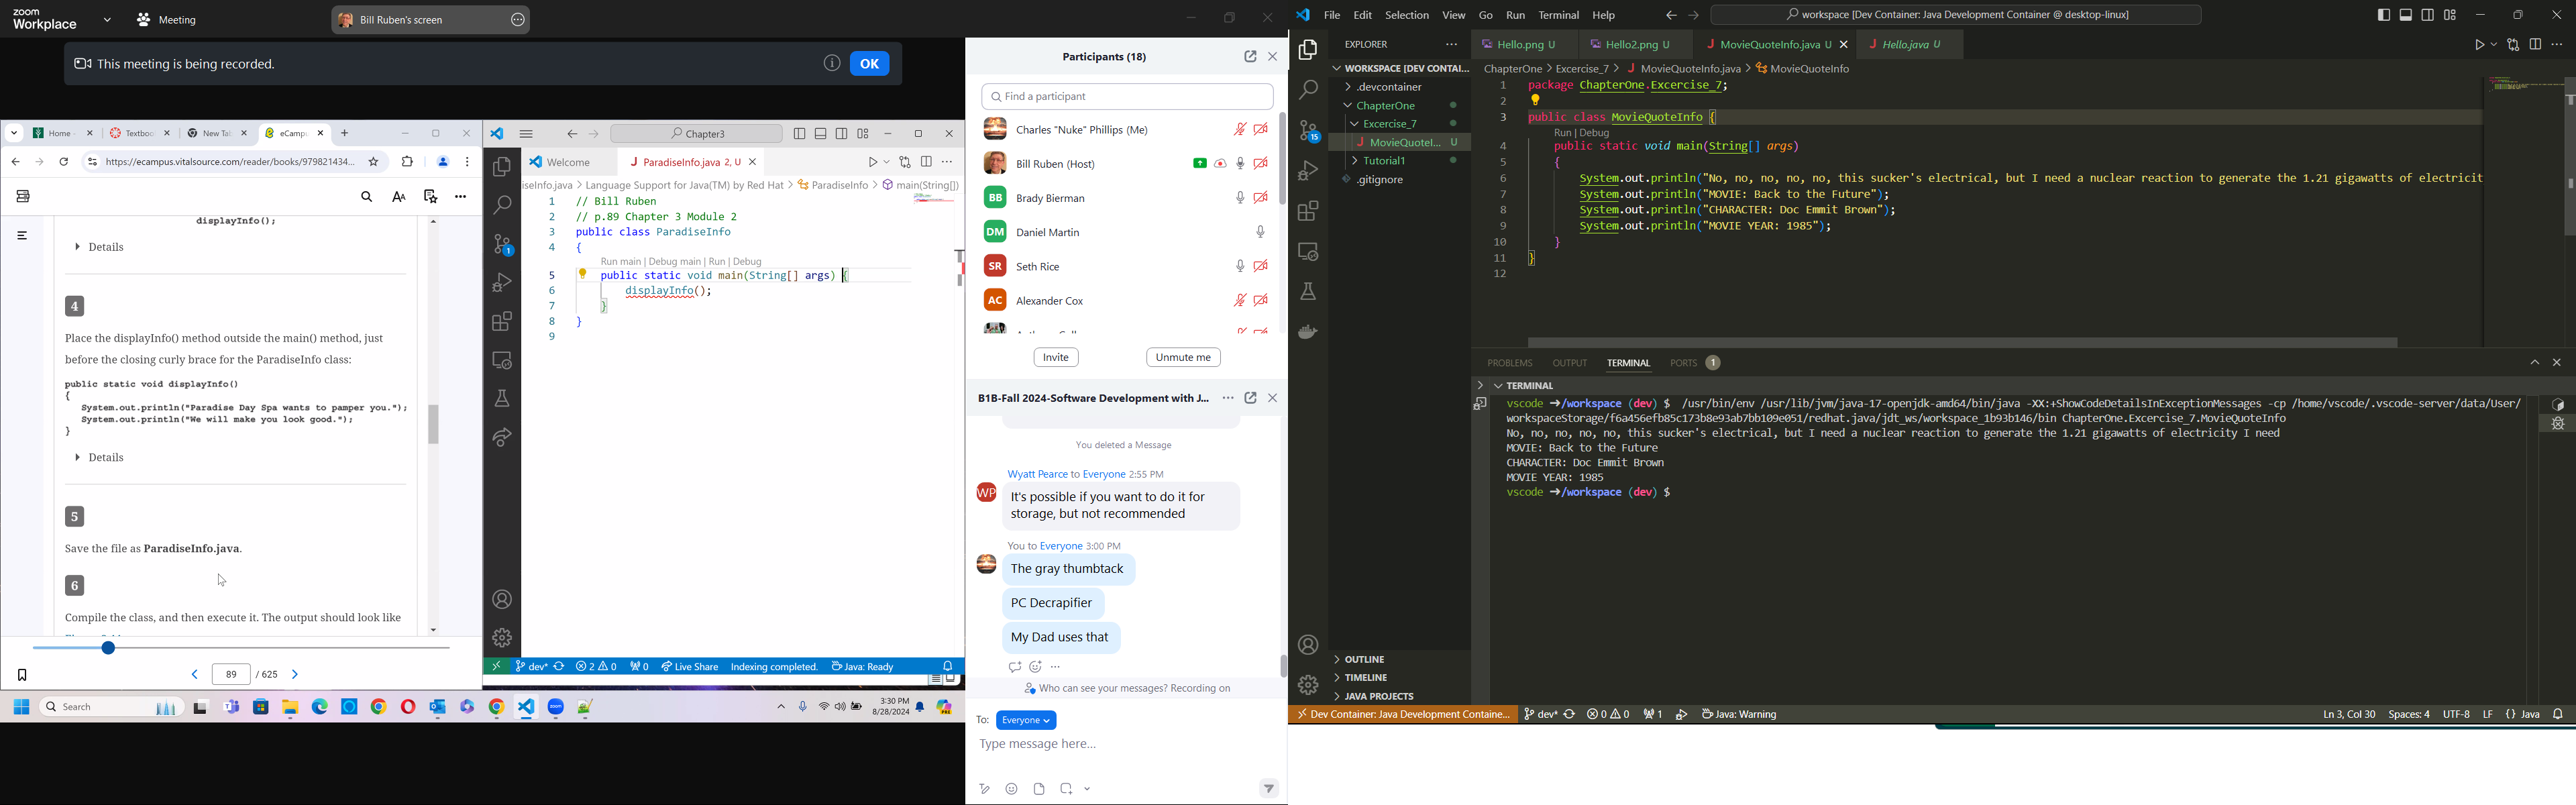 zoom
Workplace
Meeting
Bill Ruben's screen
This meeting is being recorded.
OK
Home -
Textboo
New Tab
eCampu
https://ecampus.vitalsource.com/reader/books/979821434...
displayInfo();
Details
4
Place the displayInfo() method outside the main() method, just
before the closing curly brace for the ParadiseInfo class:
public static void displayInfo()
{
System.out.println("Paradise Day Spa wants to pamper you.");
System.out.println("We will make you look good.");
}
Details
5
Save the file as ParadiseInfo.java.
6
Compile the class, and then execute it. The output should look like
89 / 625
Chapter3
Welcome
ParadiseInfo.java 2, U
iseInfo.java > Language Support for Java(TM) by Red Hat > ParadiseInfo > main(String[])
1 // Bill Ruben
2 // p.89 Chapter 3 Module 2
3 public class ParadiseInfo
4 {
Run main | Debug main | Run | Debug
5 public static void main(String[] args) {
6 displayInfo();
7 }
8 }
9
1
dev* 2 0 0 Live Share Indexing completed. Java: Ready
Search
3:30 PM
8/28/2024
Participants (18)
Find a participant
Charles "Nuke" Phillips (Me)
Bill Ruben (Host)
BB Brady Bierman
DM Daniel Martin
SR Seth Rice
AC Alexander Cox
Invite
Unmute me
B1B-Fall 2024-Software Development with J...
You deleted a Message
Wyatt Pearce to Everyone 2:55 PM
WP
It's possible if you want to do it for
storage, but not recommended
You to Everyone 3:00 PM
The gray thumbtack
PC Decrapifier
My Dad uses that
Who can see your messages? Recording on
To: Everyone
Type message here...
File Edit Selection View Go Run Terminal Help
workspace [Dev Container: Java Development Container @ desktop-linux]
EXPLORER
WORKSPACE [DEV CONTAI...
.devcontainer
ChapterOne
Excercise_7
MovieQuoteI... U
Tutorial1
.gitignore
15
OUTLINE
TIMELINE
JAVA PROJECTS
Hello.png U
Hello2.png U
MovieQuoteInfo.java U
Hello.java U
ChapterOne > Excercise_7 > MovieQuoteInfo.java > MovieQuoteInfo
1 package ChapterOne.Excercise_7;
2
3 public class MovieQuoteInfo {
Run | Debug
4 public static void main(String[] args)
5 {
6 System.out.println("No, no, no, no, no, this sucker's electrical, but I need a nuclear reaction to generate the 1.21 gigawatts of electricit
7 System.out.println("MOVIE: Back to the Future");
8 System.out.println("CHARACTER: Doc Emmit Brown");
9 System.out.println("MOVIE YEAR: 1985");
10 }
11 }
12
PROBLEMS OUTPUT TERMINAL PORTS 1
TERMINAL
vscode ➜/workspace (dev) $ /usr/bin/env /usr/lib/jvm/java-17-openjdk-amd64/bin/java -XX:+ShowCodeDetailsInExceptionMessages -cp /home/vscode/.vscode-server/data/User/
workspaceStorage/f6a456efb85c173b8e93ab7bb109e051/redhat.java/jdt_ws/workspace_1b93b146/bin ChapterOne.Excercise_7.MovieQuoteInfo
No, no, no, no, no, this sucker's electrical, but I need a nuclear reaction to generate the 1.21 gigawatts of electricity I need
MOVIE: Back to the Future
CHARACTER: Doc Emmit Brown
MOVIE YEAR: 1985
vscode ➜/workspace (dev) $
Dev Container: Java Development Containe... dev* 0 0 1 Java: Warning
Ln 3, Col 30 Spaces: 4 UTF-8 LF {} Java